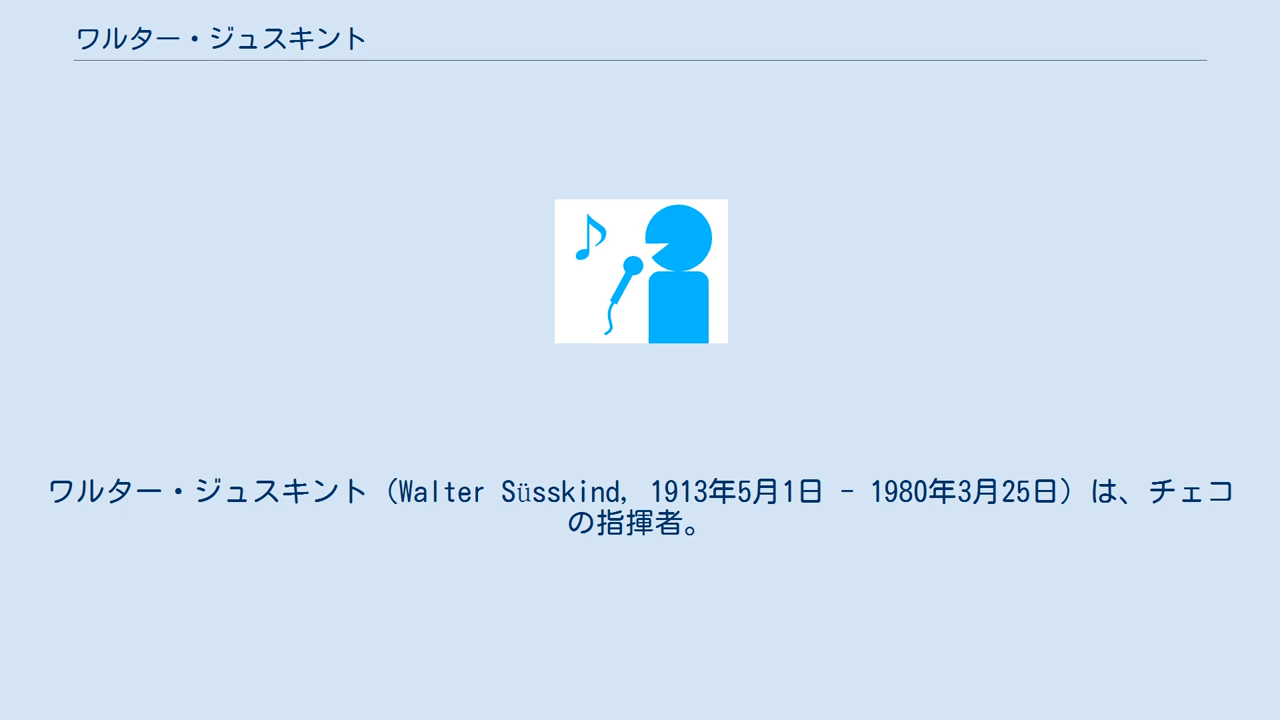 ワルター・ジュスキント
ワルター・ジュスキント（Walter Süsskind, 1913年5月1日 - 1980年3月25日）は、チェコ
の指揮者。